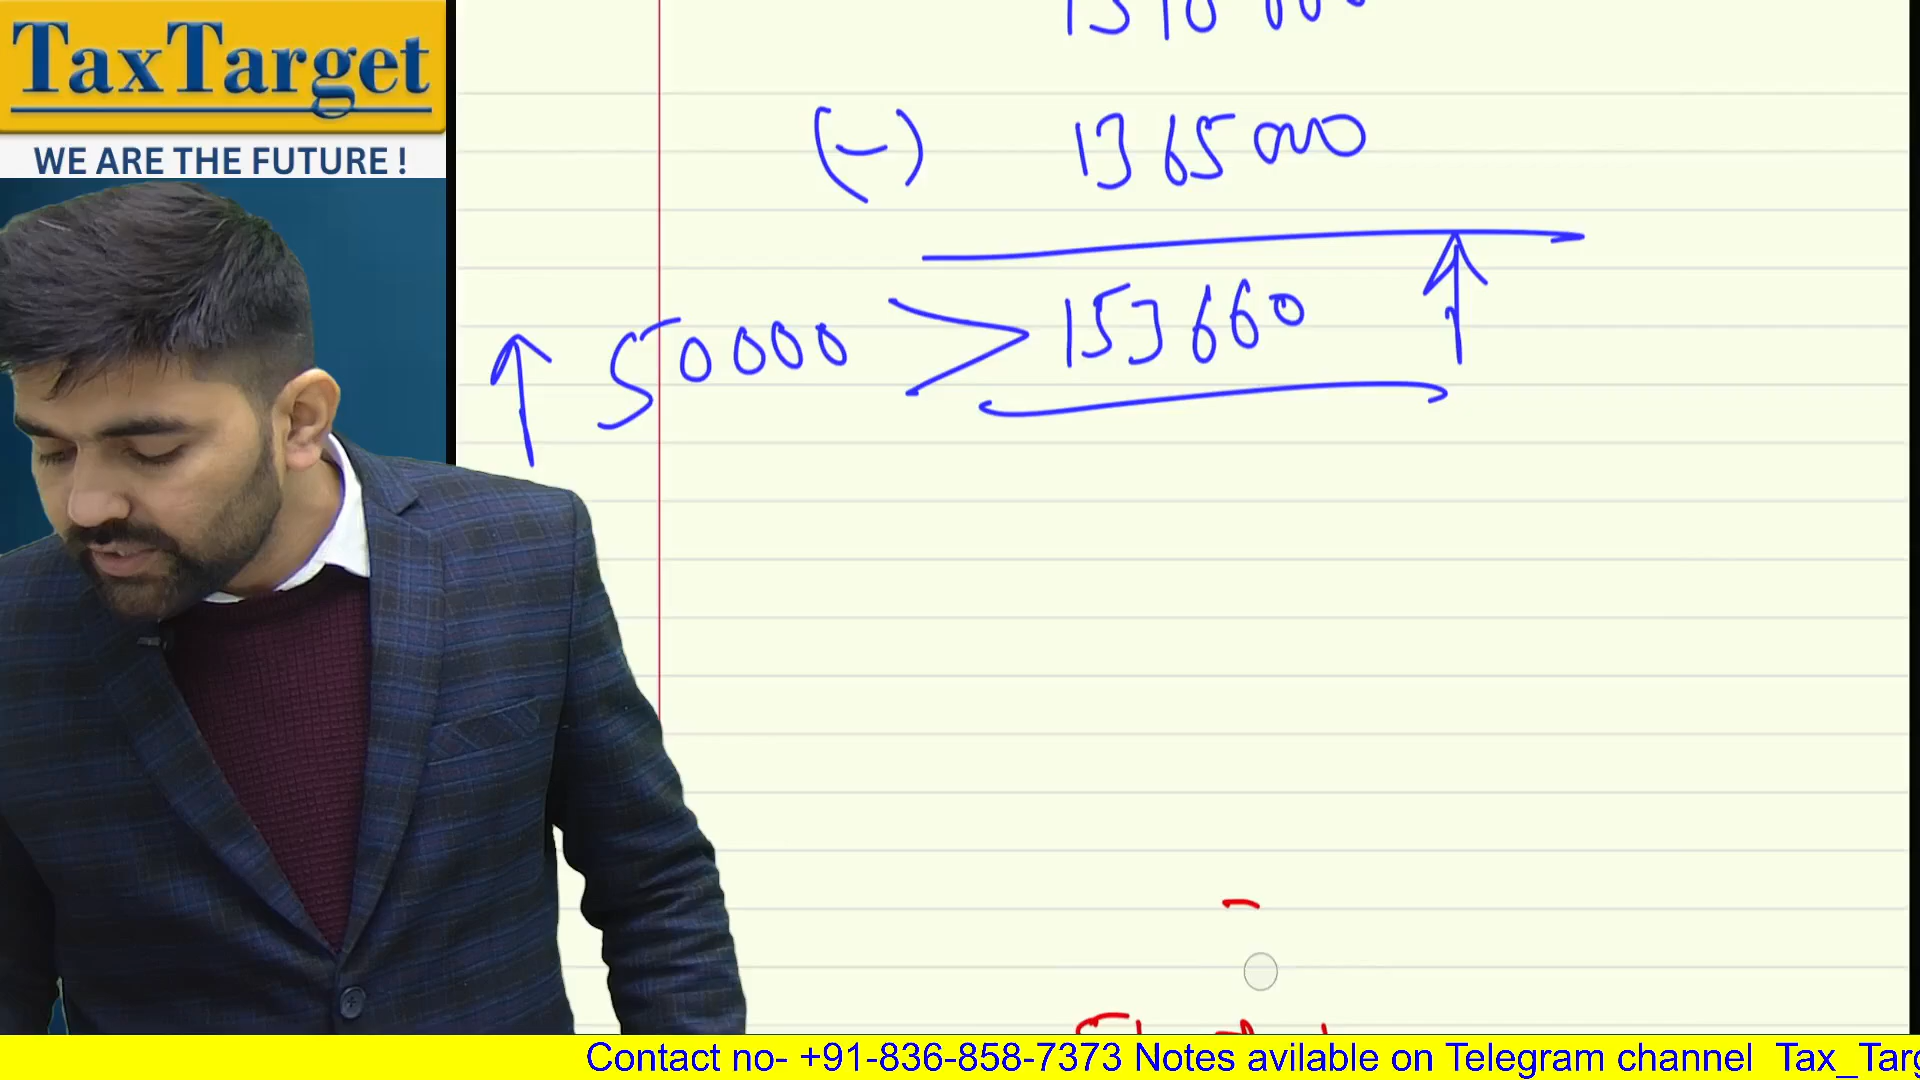 TaxTarget
WE ARE THE FUTURE !
(-) 1365000
50000 > 153660
Contact no- +91-836-858-7373 Notes avilable on Telegram channel Tax_Targ